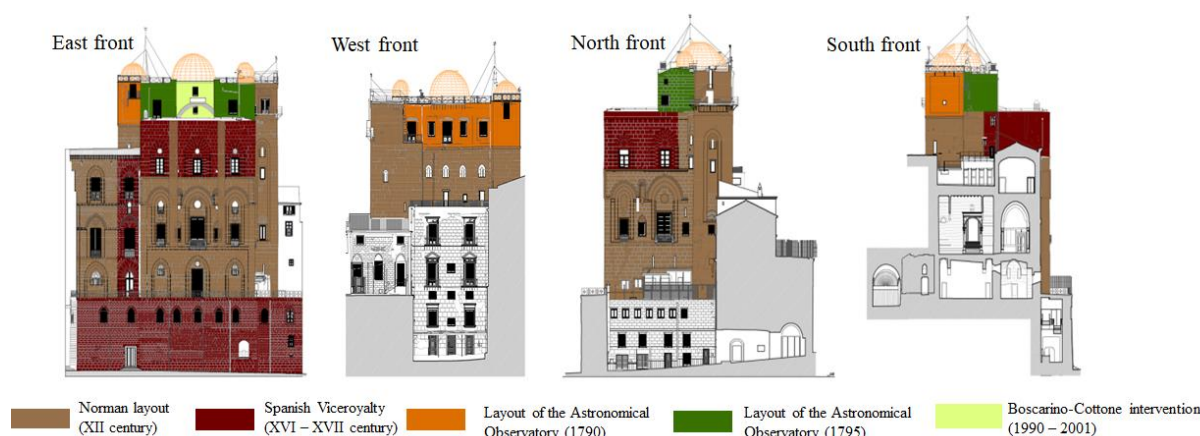 East front
West front
North front
South front
Norman layout
(XII century)
Spanish Viceroyalty
(XVI – XVII century)
Layout of the Astronomical
Observatory (1790)
Layout of the Astronomical
Observatory (1795)
Boscarino-Cottone intervention
(1990 – 2001)